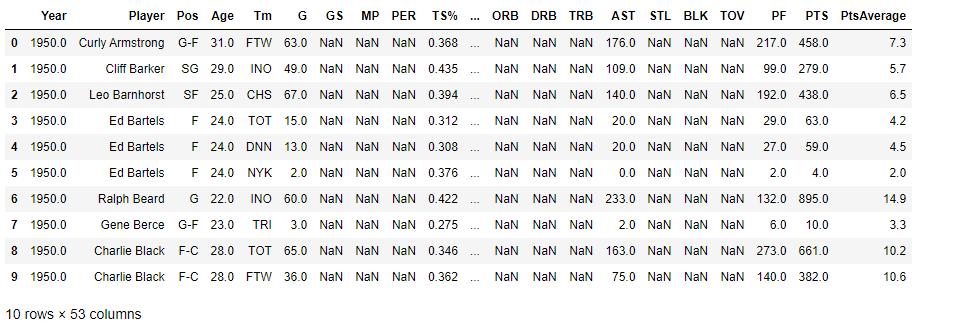 Year Player Pos Age Tm G GS MP PER TS% ... ORB DRB TRB AST STL BLK TOV PF PTS PtsAverage
0 1950.0 Curly Armstrong G-F 31.0 FTW 63.0 NaN NaN NaN 0.368 ... NaN NaN NaN 176.0 NaN NaN NaN 217.0 458.0 7.3
1 1950.0 Cliff Barker SG 29.0 INO 49.0 NaN NaN NaN 0.435 ... NaN NaN NaN 109.0 NaN NaN NaN 99.0 279.0 5.7
2 1950.0 Leo Barnhorst SF 25.0 CHS 67.0 NaN NaN NaN 0.394 ... NaN NaN NaN 140.0 NaN NaN NaN 192.0 438.0 6.5
3 1950.0 Ed Bartels F 24.0 TOT 15.0 NaN NaN NaN 0.312 ... NaN NaN NaN 20.0 NaN NaN NaN 29.0 63.0 4.2
4 1950.0 Ed Bartels F 24.0 DNN 13.0 NaN NaN NaN 0.308 ... NaN NaN NaN 20.0 NaN NaN NaN 27.0 59.0 4.5
5 1950.0 Ed Bartels F 24.0 NYK 2.0 NaN NaN NaN 0.376 ... NaN NaN NaN 0.0 NaN NaN NaN 2.0 4.0 2.0
6 1950.0 Ralph Beard G 22.0 INO 60.0 NaN NaN NaN 0.422 ... NaN NaN NaN 233.0 NaN NaN NaN 132.0 895.0 14.9
7 1950.0 Gene Berce G-F 23.0 TRI 3.0 NaN NaN NaN 0.275 ... NaN NaN NaN 2.0 NaN NaN NaN 6.0 10.0 3.3
8 1950.0 Charlie Black F-C 28.0 TOT 65.0 NaN NaN NaN 0.346 ... NaN NaN NaN 163.0 NaN NaN NaN 273.0 661.0 10.2
9 1950.0 Charlie Black F-C 28.0 FTW 36.0 NaN NaN NaN 0.362 ... NaN NaN NaN 75.0 NaN NaN NaN 140.0 382.0 10.6
10 rows × 53 columns